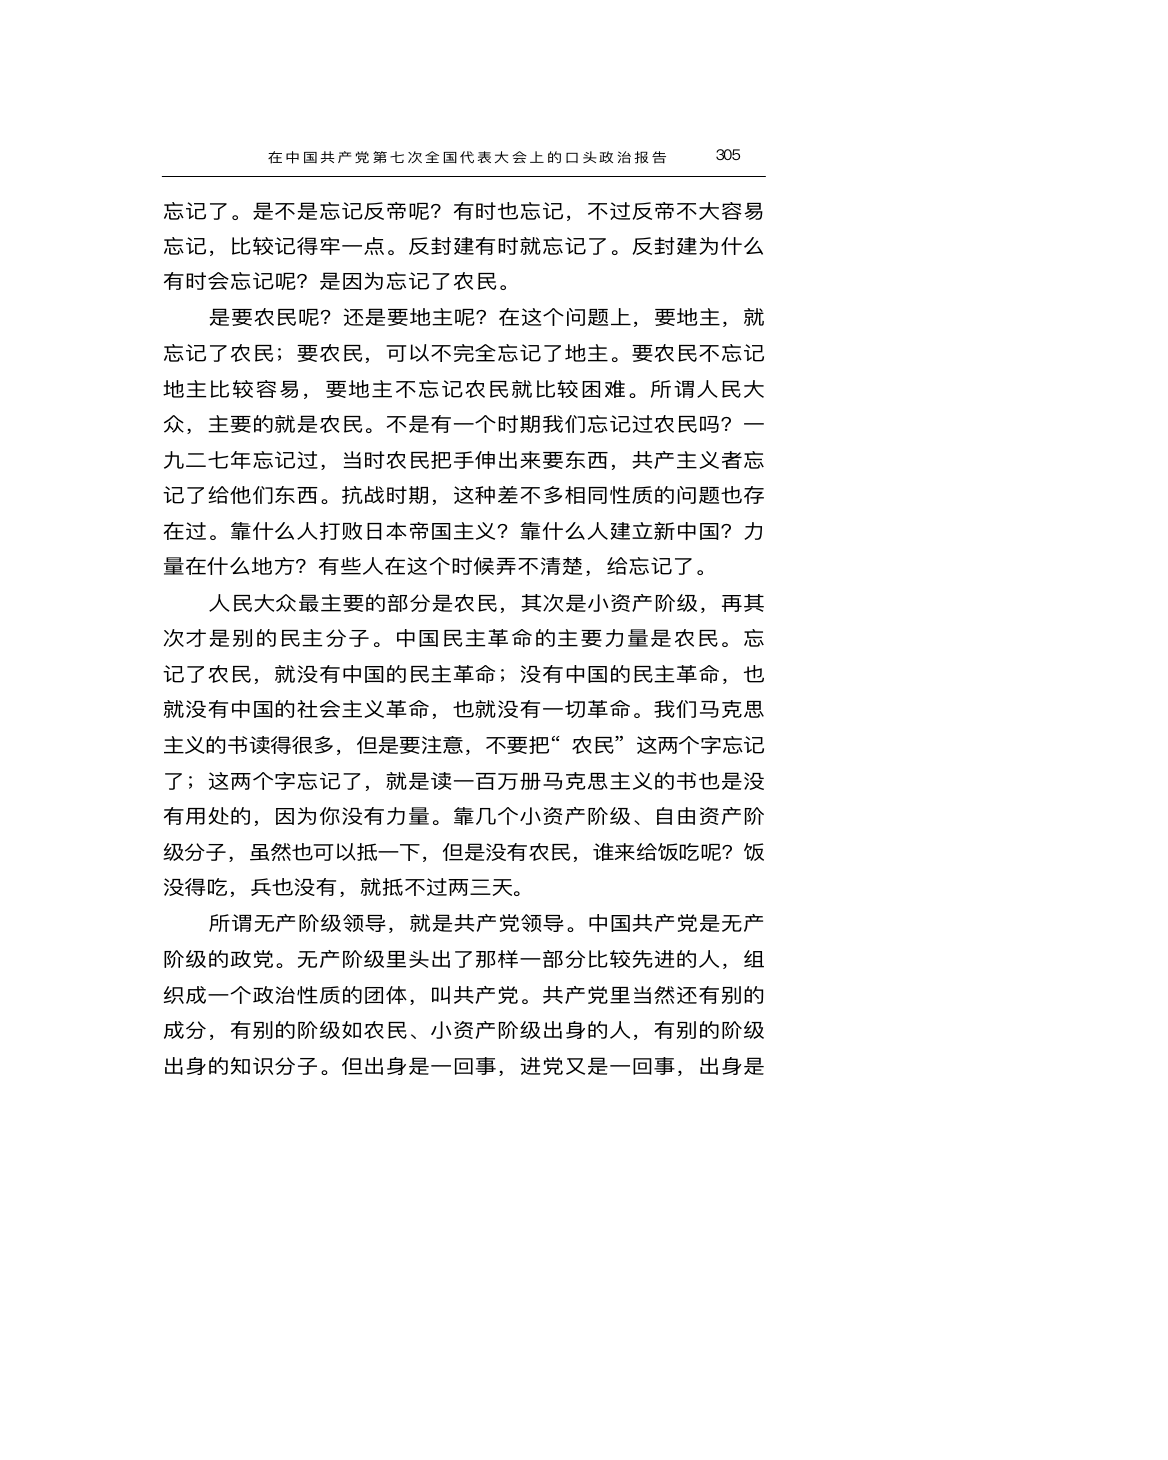 在中国共产党第七次全国代表大会上的口头政治报告 305
忘记了。是不是忘记反帝呢？有时也忘记，不过反帝不大容易
忘记，比较记得牢一点。反封建有时就忘记了。反封建为什么
有时会忘记呢？是因为忘记了农民。
是要农民呢？还是要地主呢？在这个问题上，要地主，就
忘记了农民；要农民，可以不完全忘记了地主。要农民不忘记
地主比较容易，要地主不忘记农民就比较困难。所谓人民大
众，主要的就是农民。不是有一个时期我们忘记过农民吗？一
九二七年忘记过，当时农民把手伸出来要东西，共产主义者忘
记了给他们东西。抗战时期，这种差不多相同性质的问题也存
在过。靠什么人打败日本帝国主义？靠什么人建立新中国？力
量在什么地方？有些人在这个时候弄不清楚，给忘记了。
人民大众最主要的部分是农民，其次是小资产阶级，再其
次才是别的民主分子。中国民主革命的主要力量是农民。忘
记了农民，就没有中国的民主革命；没有中国的民主革命，也
就没有中国的社会主义革命，也就没有一切革命。我们马克思
主义的书读得很多，但是要注意，不要把“农民”这两个字忘记
了；这两个字忘记了，就是读一百万册马克思主义的书也是没
有用处的，因为你没有力量。靠几个小资产阶级、自由资产阶
级分子，虽然也可以抵一下，但是没有农民，谁来给饭吃呢？饭
没得吃，兵也没有，就抵不过两三天。
所谓无产阶级领导，就是共产党领导。中国共产党是无产
阶级的政党。无产阶级里头出了那样一部分比较先进的人，组
织成一个政治性质的团体，叫共产党。共产党里当然还有别的
成分，有别的阶级如农民、小资产阶级出身的人，有别的阶级
出身的知识分子。但出身是一回事，进党又是一回事，出身是